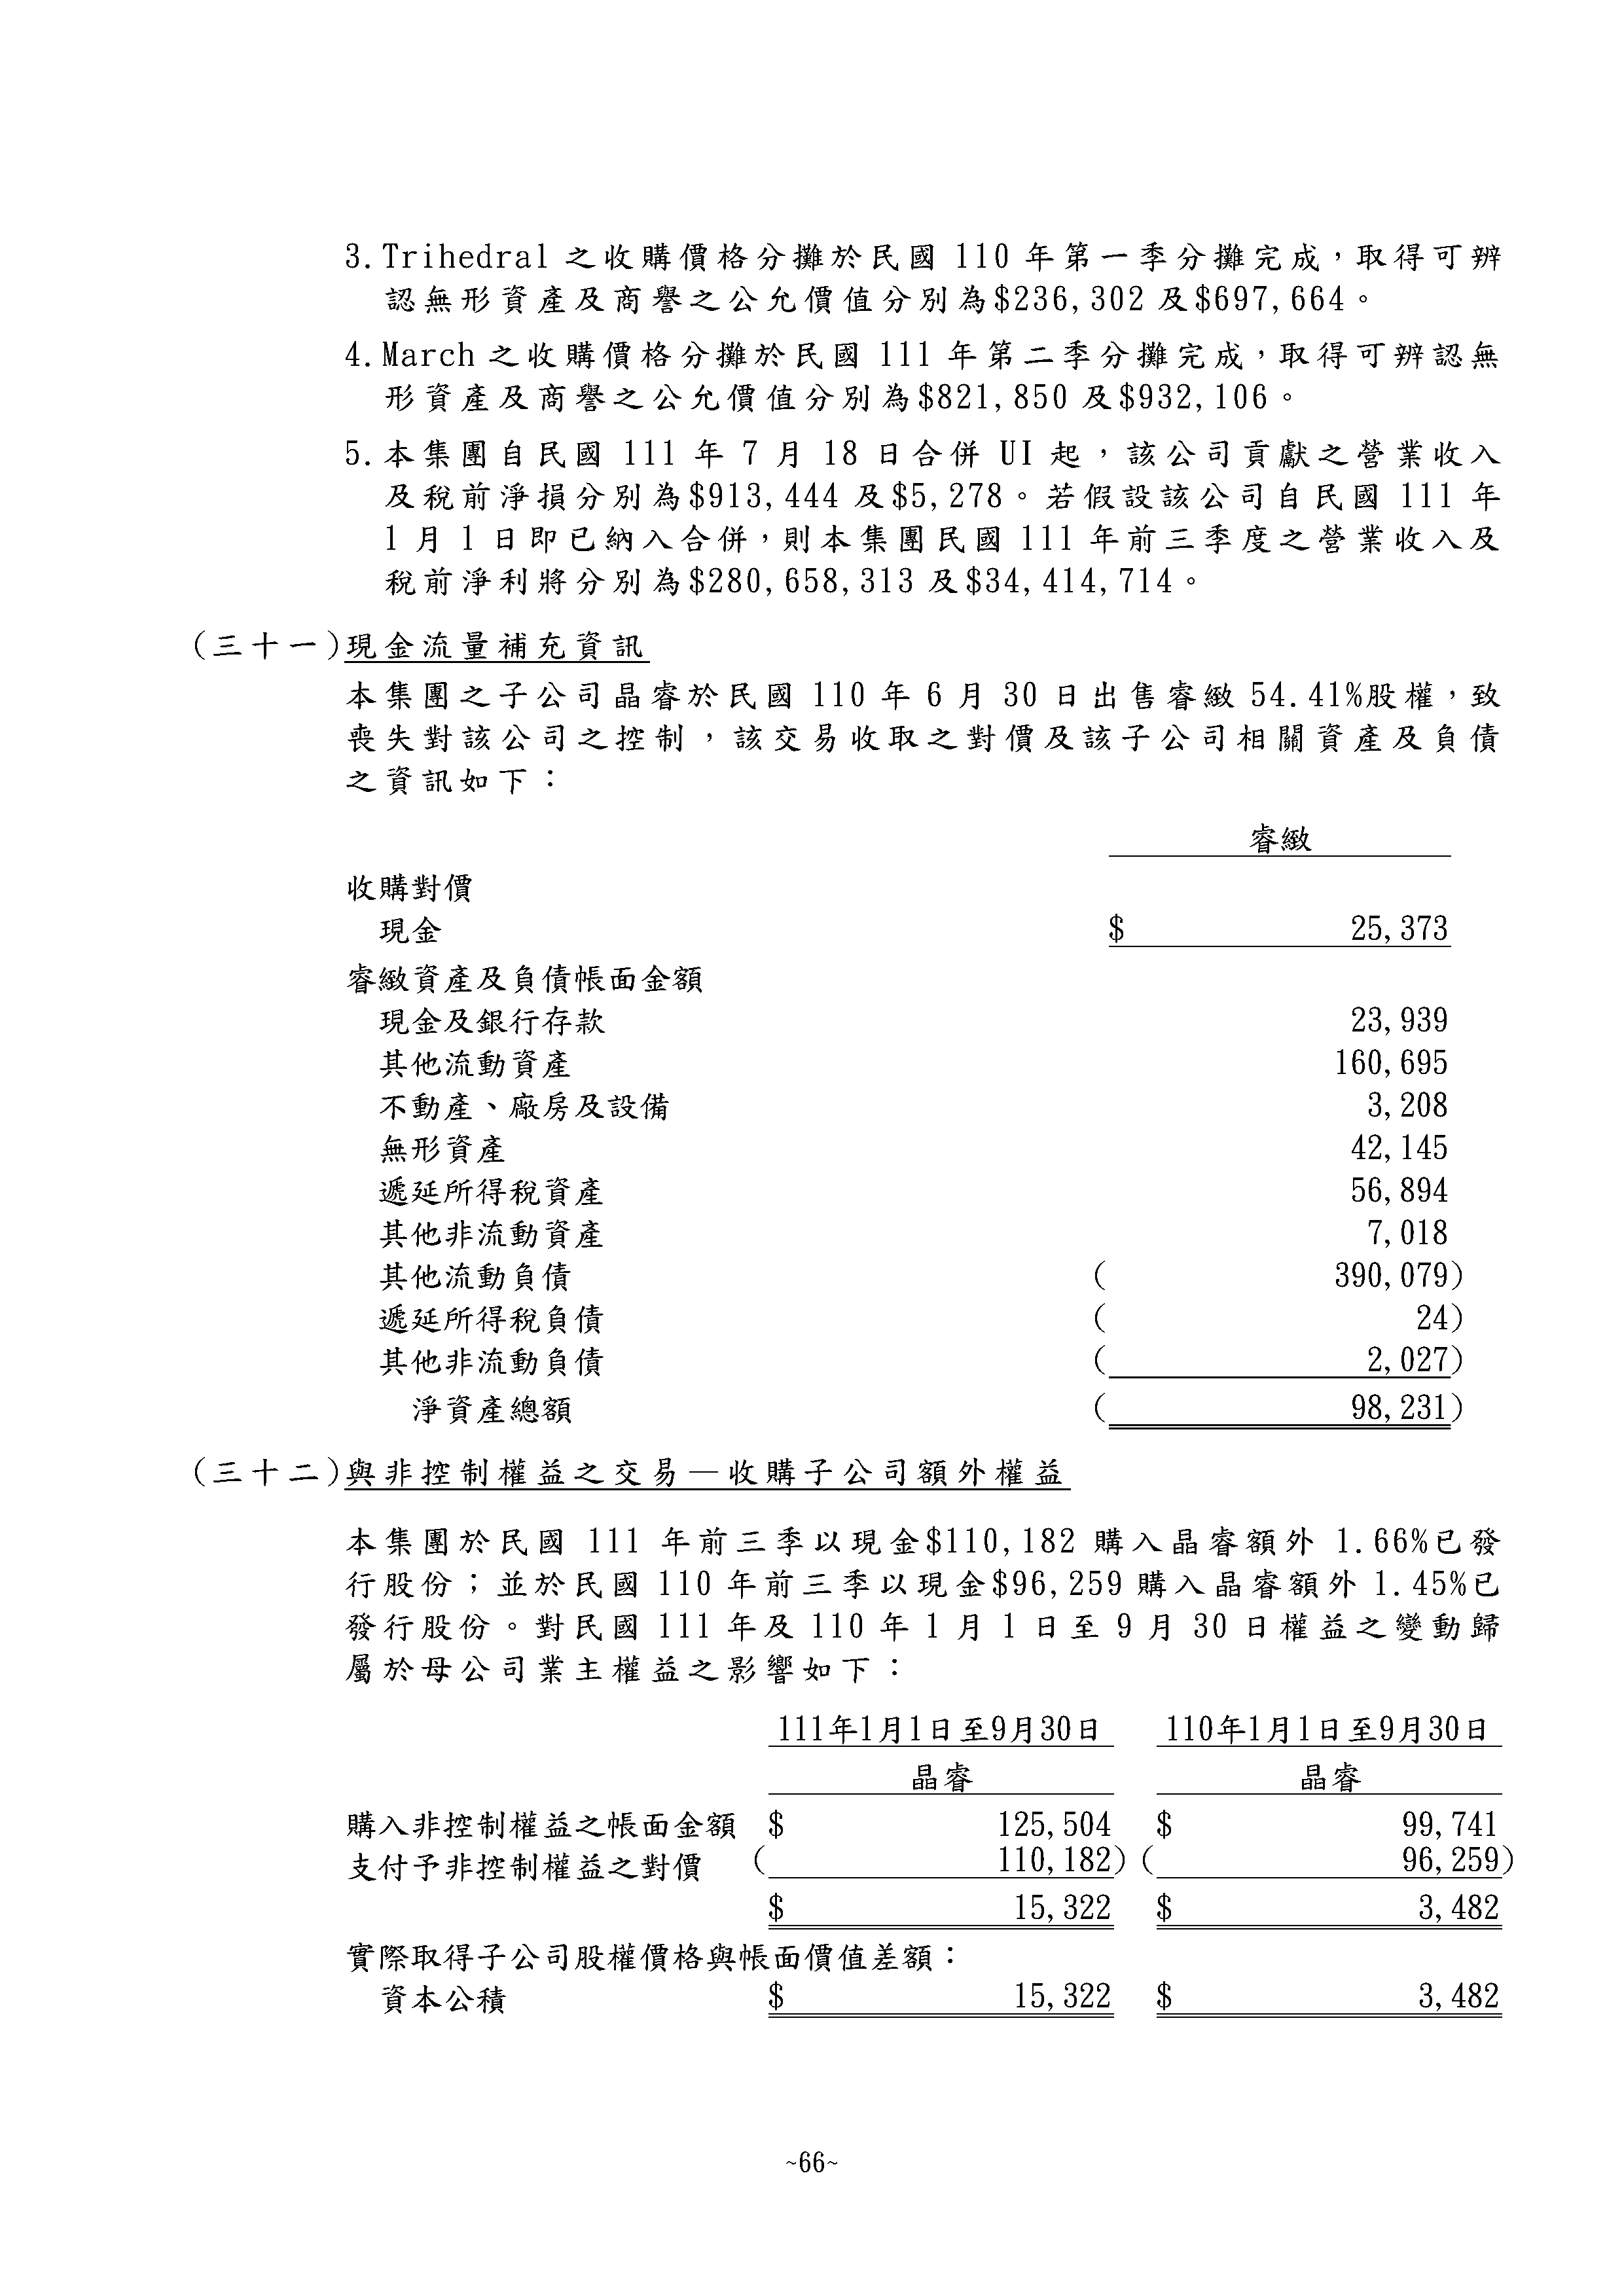 3.Trihedral 之收購價格分攤於民國 110 年第一季分攤完成，取得可辨
認無形資產及商譽之公允價值分別為$236,302 及$697,664。
4.March 之收購價格分攤於民國 111 年第二季分攤完成，取得可辨認無
形資產及商譽之公允價值分別為$821,850 及$932,106。
5.本集團自民國 111 年 7 月 18 日合併 UI 起，該公司貢獻之營業收入
及稅前淨損分別為$913,444 及$5,278。若假設該公司自民國 111 年
1 月 1 日即已納入合併，則本集團民國 111 年前三季度之營業收入及
稅前淨利將分別為$280,658,313 及$34,414,714。
(三十一)現金流量補充資訊
本集團之子公司晶睿於民國 110 年 6 月 30 日出售睿緻 54.41%股權，致
喪失對該公司之控制，該交易收取之對價及該子公司相關資產及負債
之資訊如下：
睿緻
收購對價
現金 $ 25,373
睿緻資產及負債帳面金額
現金及銀行存款 23,939
其他流動資產 160,695
不動產、廠房及設備 3,208
無形資產 42,145
遞延所得稅資產 56,894
其他非流動資產 7,018
其他流動負債 ( 390,079)
遞延所得稅負債 ( 24)
其他非流動負債 ( 2,027)
淨資產總額 ( 98,231)
(三十二)與非控制權益之交易—收購子公司額外權益
本集團於民國 111 年前三季以現金$110,182 購入晶睿額外 1.66%已發
行股份；並於民國 110 年前三季以現金$96,259 購入晶睿額外 1.45%已
發行股份。對民國 111 年及 110 年 1 月 1 日至 9 月 30 日權益之變動歸
屬於母公司業主權益之影響如下：
111年1月1日至9月30日 110年1月1日至9月30日
晶睿 晶睿
購入非控制權益之帳面金額 $ 125,504 $ 99,741
支付予非控制權益之對價 ( 110,182) ( 96,259)
$ 15,322 $ 3,482
實際取得子公司股權價格與帳面價值差額：
資本公積 $ 15,322 $ 3,482
~66~